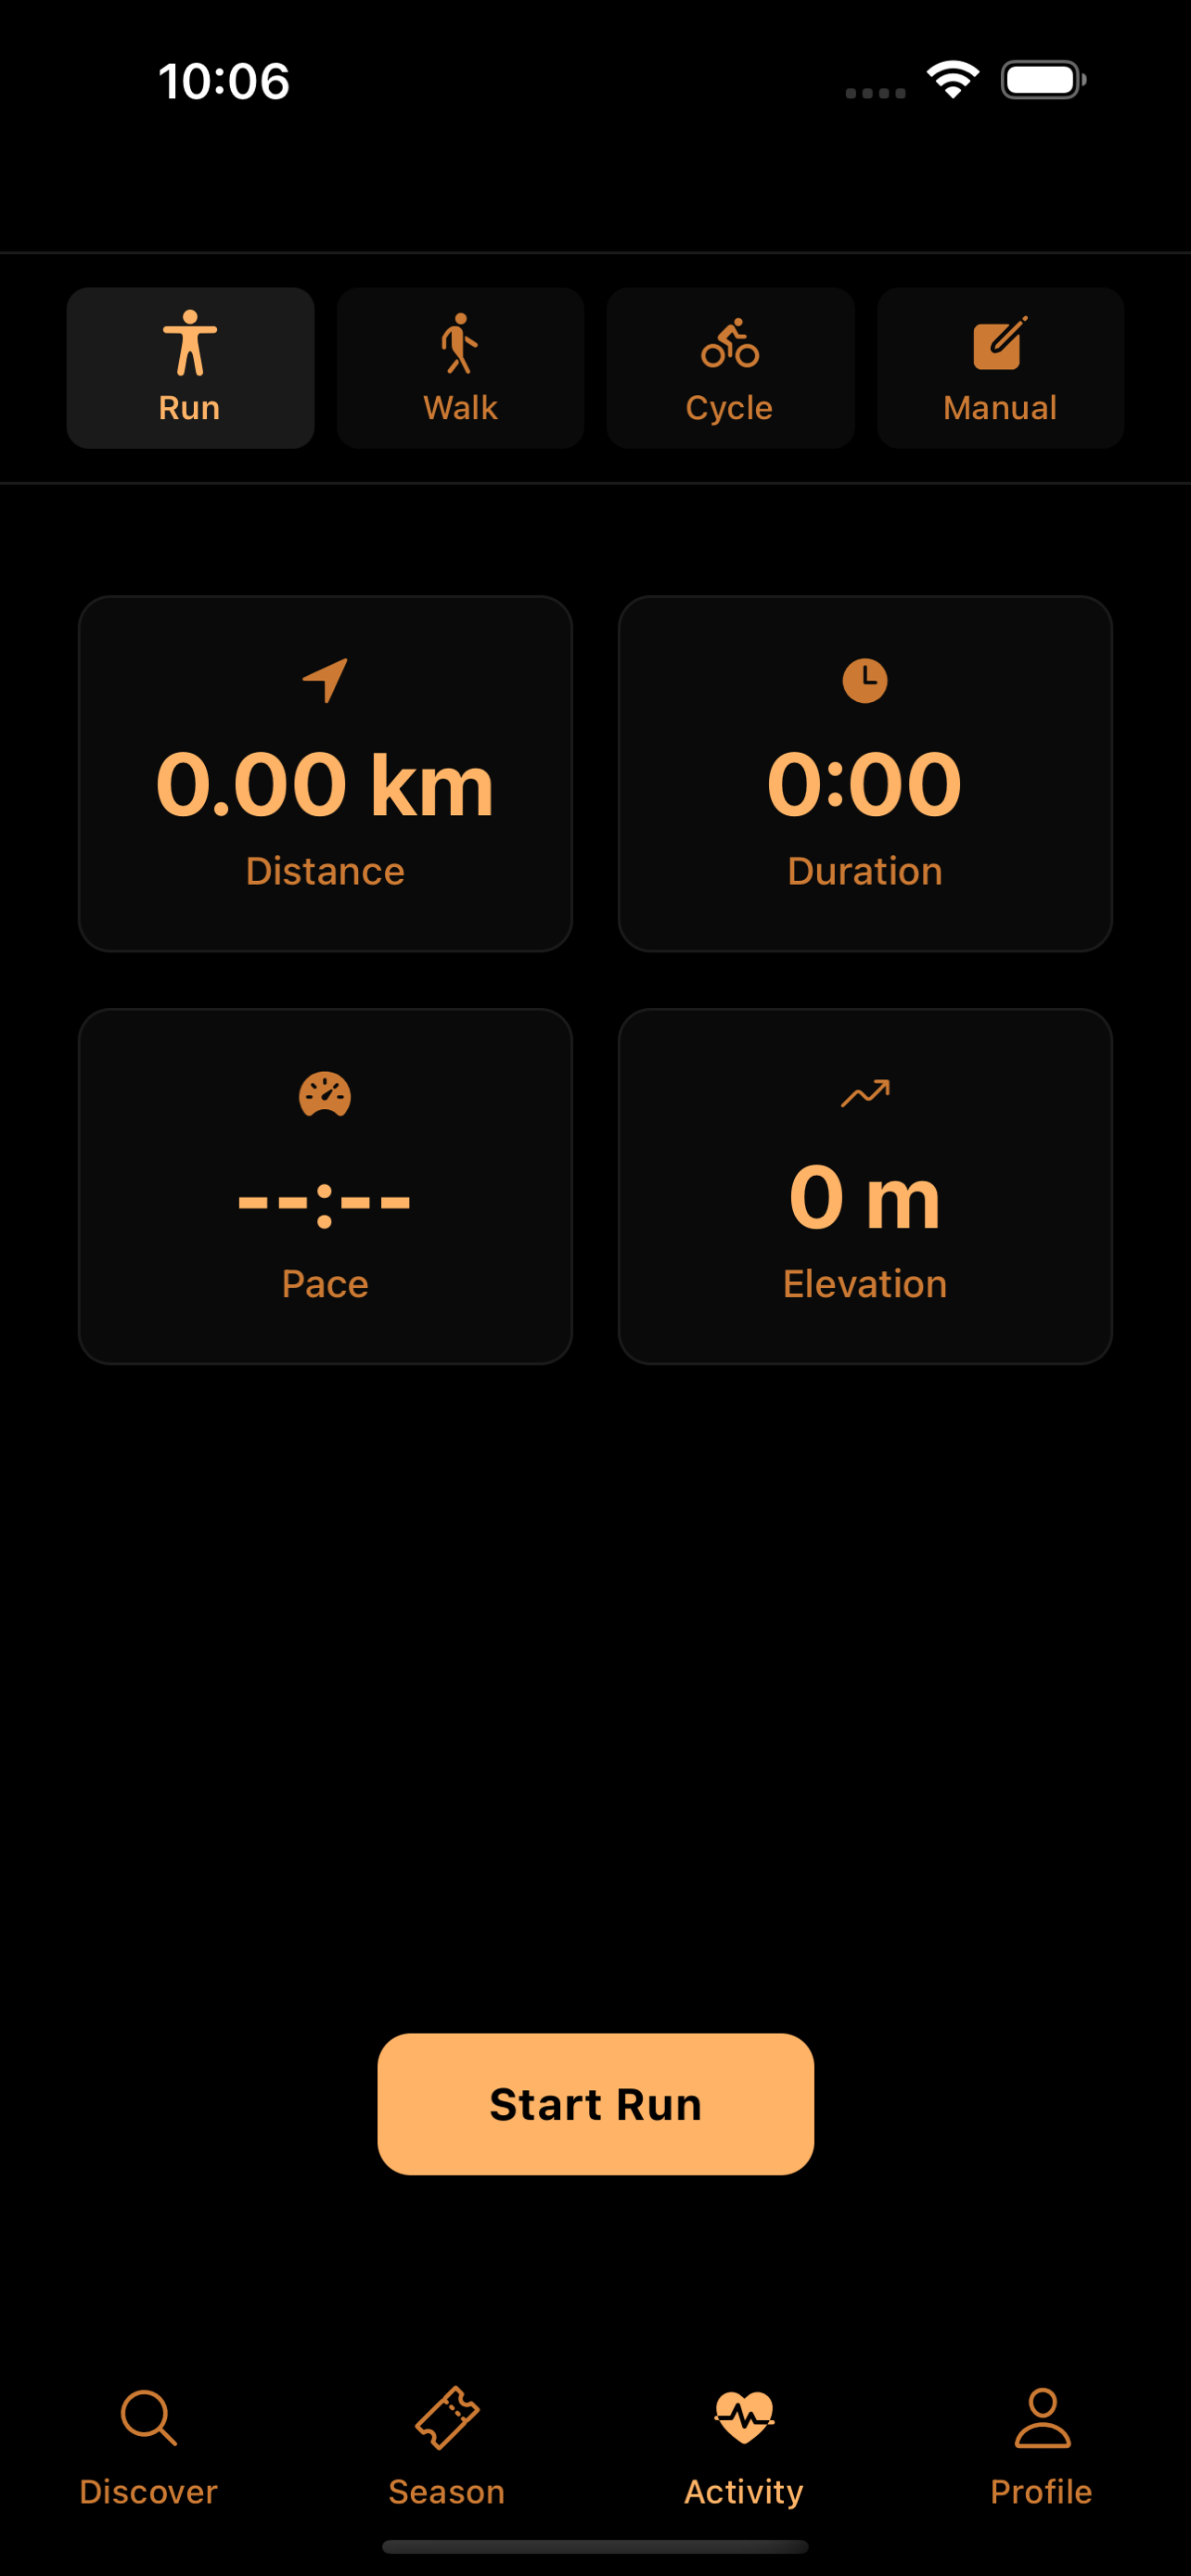 10:06
Run
Walk
Cycle
Manual
0.00 km
Distance
0:00
Duration
--:--
Pace
0 m
Elevation
Start Run
Discover
Season
Activity
Profile